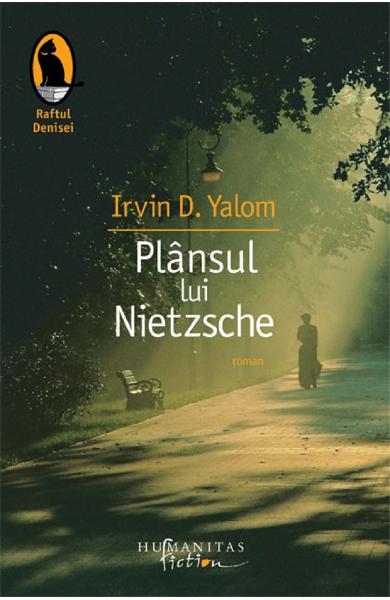 Raftul
Denisei
Irvin D. Yalom
Plânsul
lui
Nietzsche
roman
HUMANITAS
fiction